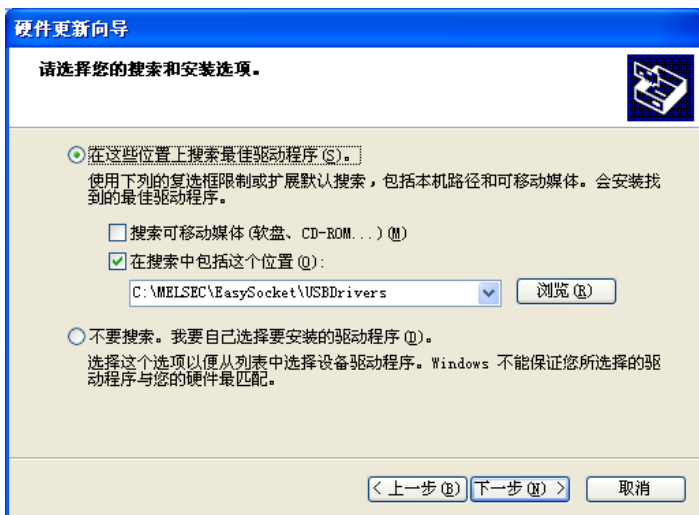 硬件更新向导
请选择您的搜索和安装选项。
在这些位置上搜索最佳驱动程序(S)。
使用下列的复选框限制或扩展默认搜索，包括本机路径和可移动媒体。会安装找
到的最佳驱动程序。
搜索可移动媒体(软盘、CD-ROM...)(M)
在搜索中包括这个位置(O):
C:\MELSEC\EasySocket\USBDrivers
浏览(R)
不要搜索。我要自己选择要安装的驱动程序(D)。
选择这个选项以便从列表中选择设备驱动程序。Windows 不能保证您所选择的驱
动程序与您的硬件最匹配。
< 上一步(B) 下一步(N) > 取消